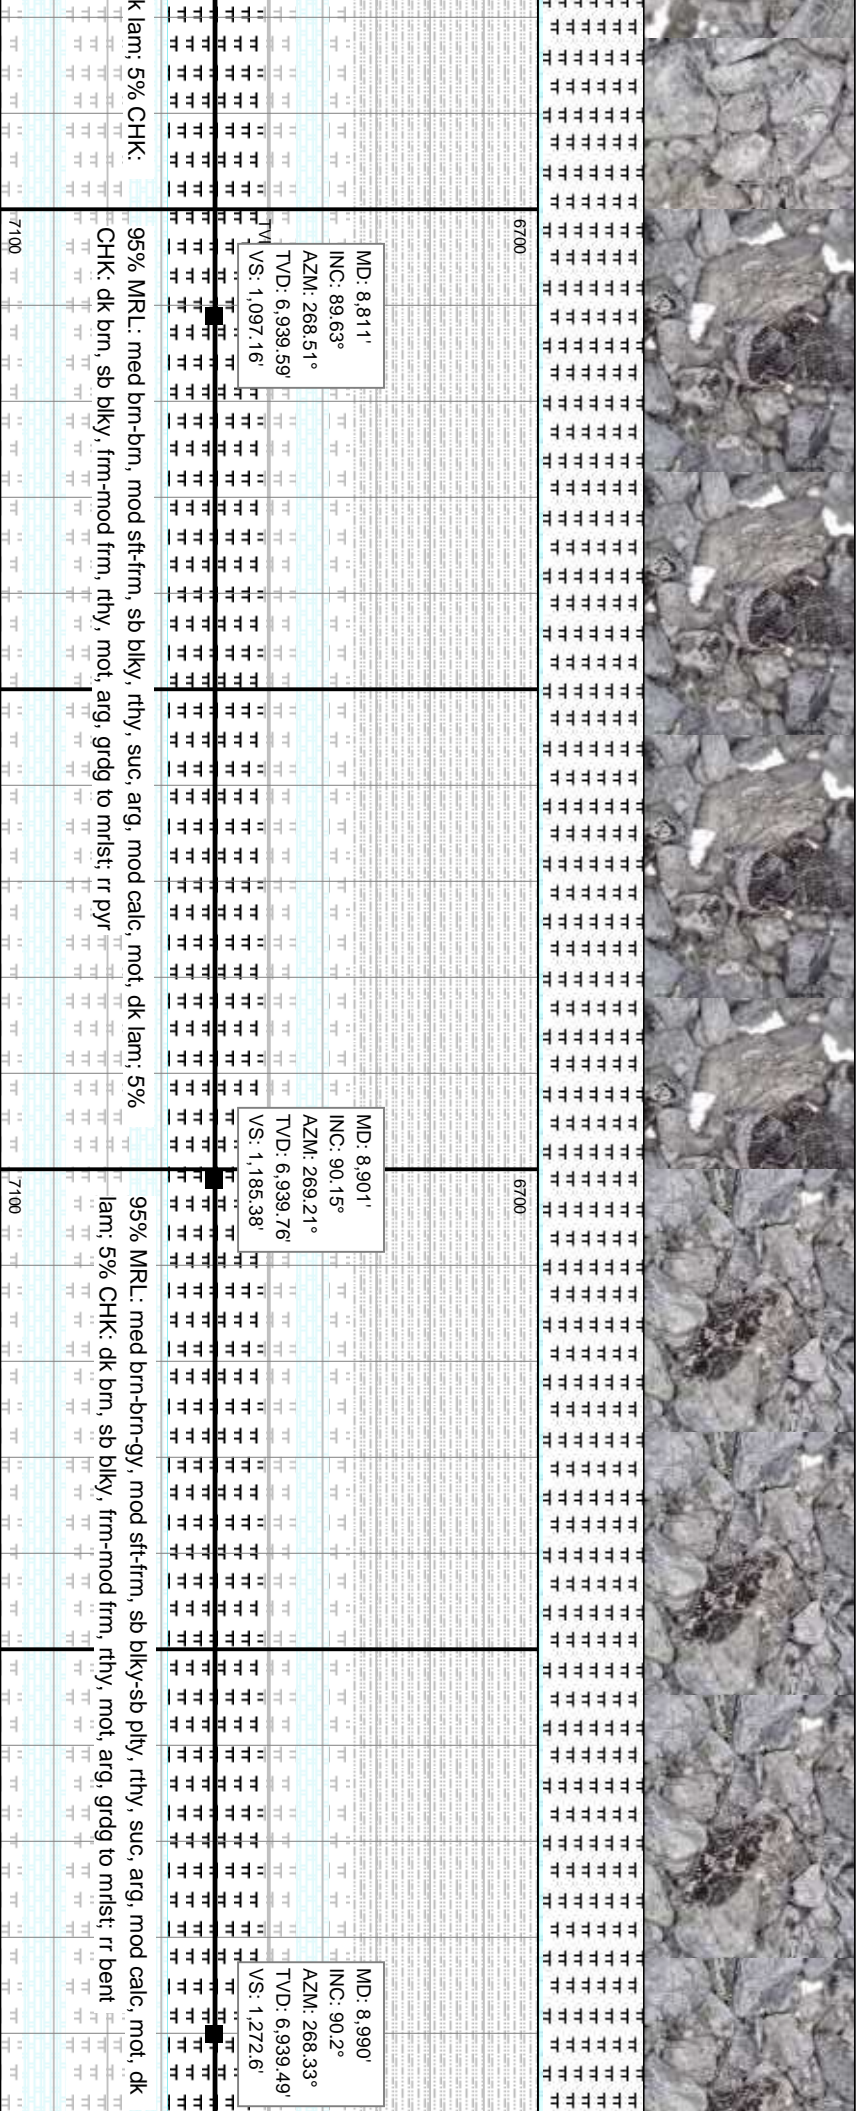 k lam; 5% CHK:
6700
7100
TV
MD: 8,811'
INC: 89.63°
AZM: 268.51°
TVD: 6,939.59'
VS: 1,097.16'
95% MRL: med brn-brn, mod sft-frm, sb blky, rthy, suc, arg, mod calc, mot, dk lam; 5%
CHK: dk brn, sb blky, frm-mod frm, rthy, mot, arg, grdg to mrlst; rr pyr
MD: 8,901'
INC: 90.15°
AZM: 269.21°
TVD: 6,939.76'
VS: 1,185.38'
6700
7100
95% MRL: med brn-brn-gy, mod sft-frm, sb blky-sb plty, rthy, suc, arg, mod calc, mot, dk
lam; 5% CHK: dk brn, sb blky, frm-mod frm, rthy, mot, arg, grdg to mrlst; rr bent
MD: 8,990'
INC: 90.2°
AZM: 268.33°
TVD: 6,939.49'
VS: 1,272.6'